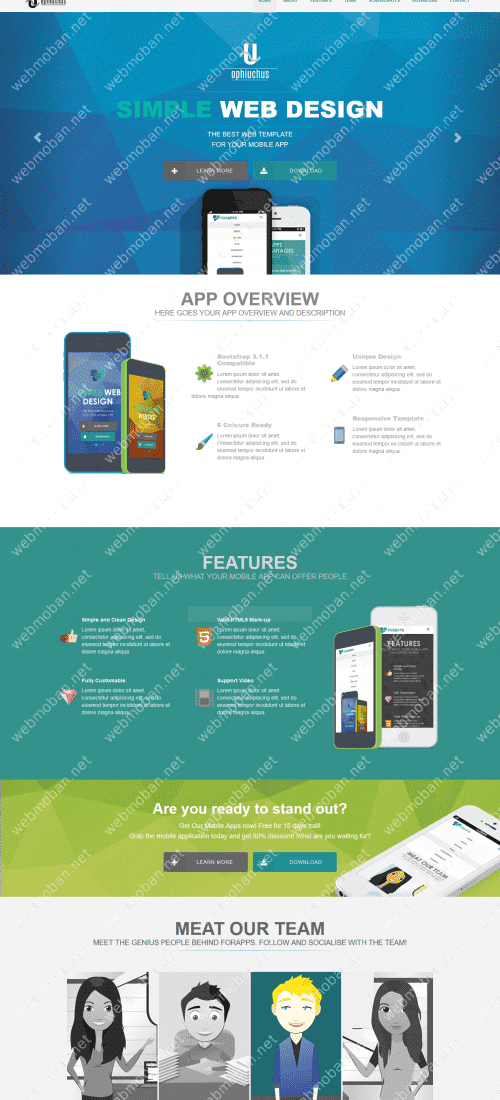 HOME ABOUT FEATURES TEAM SCREENSHOTS DOWNLOAD CONTACT
ophiuchus
SIMPLE WEB DESIGN
THE BEST WEB TEMPLATE
FOR YOUR MOBILE APP
LEARN MORE DOWNLOAD
APP OVERVIEW
HERE GOES YOUR APP OVERVIEW AND DESCRIPTION
Bootstrap 3.1.1
Compatible
Lorem ipsum dolor sit amet,
consectetur adipisicing elit, sed do
eiusmod tempor incididunt ut labore et
dolore magna aliqua.
Unique Design
Lorem ipsum dolor sit amet,
consectetur adipisicing elit, sed do
eiusmod tempor incididunt ut labore et
dolore magna aliqua.
6 Colours Ready
Lorem ipsum dolor sit amet,
consectetur adipisicing elit, sed do
eiusmod tempor incididunt ut labore et
dolore magna aliqua.
Responsive Template
Lorem ipsum dolor sit amet,
consectetur adipisicing elit, sed do
eiusmod tempor incididunt ut labore et
dolore magna aliqua.
FEATURES
TELL US WHAT YOUR MOBILE APP CAN OFFER PEOPLE
Simple and Clean Design
Lorem ipsum dolor sit amet,
consectetur adipisicing elit, sed do
eiusmod tempor incididunt ut labore et
dolore magna aliqua.
Valid HTML5 Mark-up
Lorem ipsum dolor sit amet,
consectetur adipisicing elit, sed do
eiusmod tempor incididunt ut labore et
dolore magna aliqua.
Fully Customable
Lorem ipsum dolor sit amet,
consectetur adipisicing elit, sed do
eiusmod tempor incididunt ut labore et
dolore magna aliqua.
Support Video
Lorem ipsum dolor sit amet,
consectetur adipisicing elit, sed do
eiusmod tempor incididunt ut labore et
dolore magna aliqua.
FEATURES
Are you ready to stand out?
Get Our Mobile Apps now! Free for 15 days trail!
Grab the mobile application today and get 50% discount! What are you waiting for?
LEARN MORE DOWNLOAD
MEAT OUR TEAM
MEAT OUR TEAM
MEET THE GENIUS PEOPLE BEHIND FORAPPS. FOLLOW AND SOCIALISE WITH THE TEAM!
webmoban.net